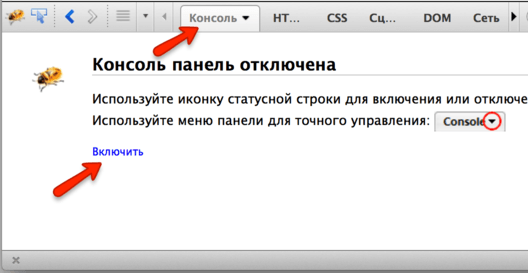 Консоль HT... CSS Сц... DOM Сеть
Консоль панель отключена
Используйте иконку статусной строки для включения или отключе
Используйте меню панели для точного управления: Console
Включить